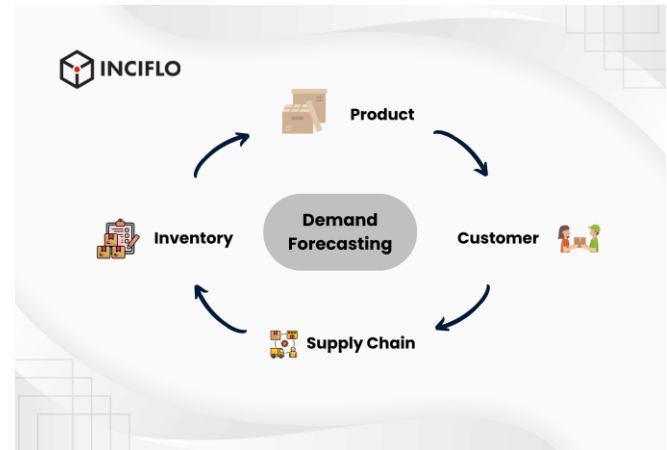 INCIFLO
Product
Inventory
Demand
Forecasting
Customer
Supply Chain